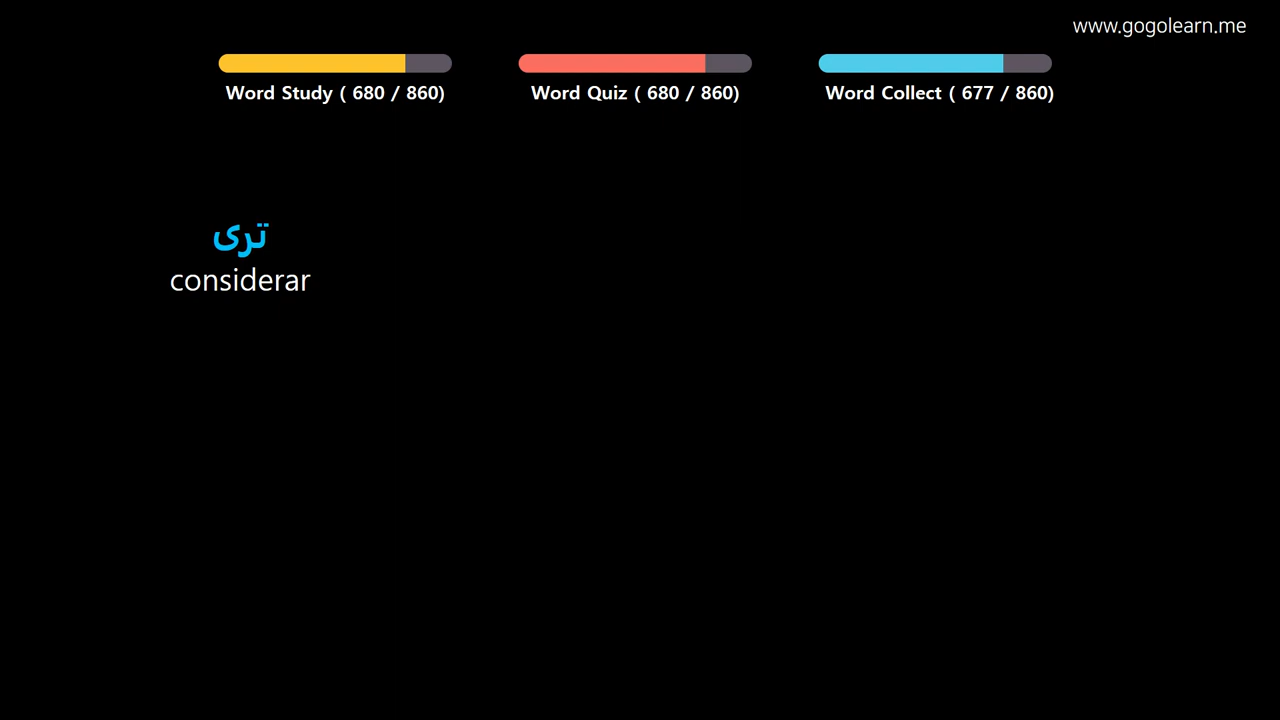 www.gogolearn.me
Word Study ( 680 / 860)
Word Quiz ( 680 / 860)
Word Collect ( 677 / 860)
ترى
considerar